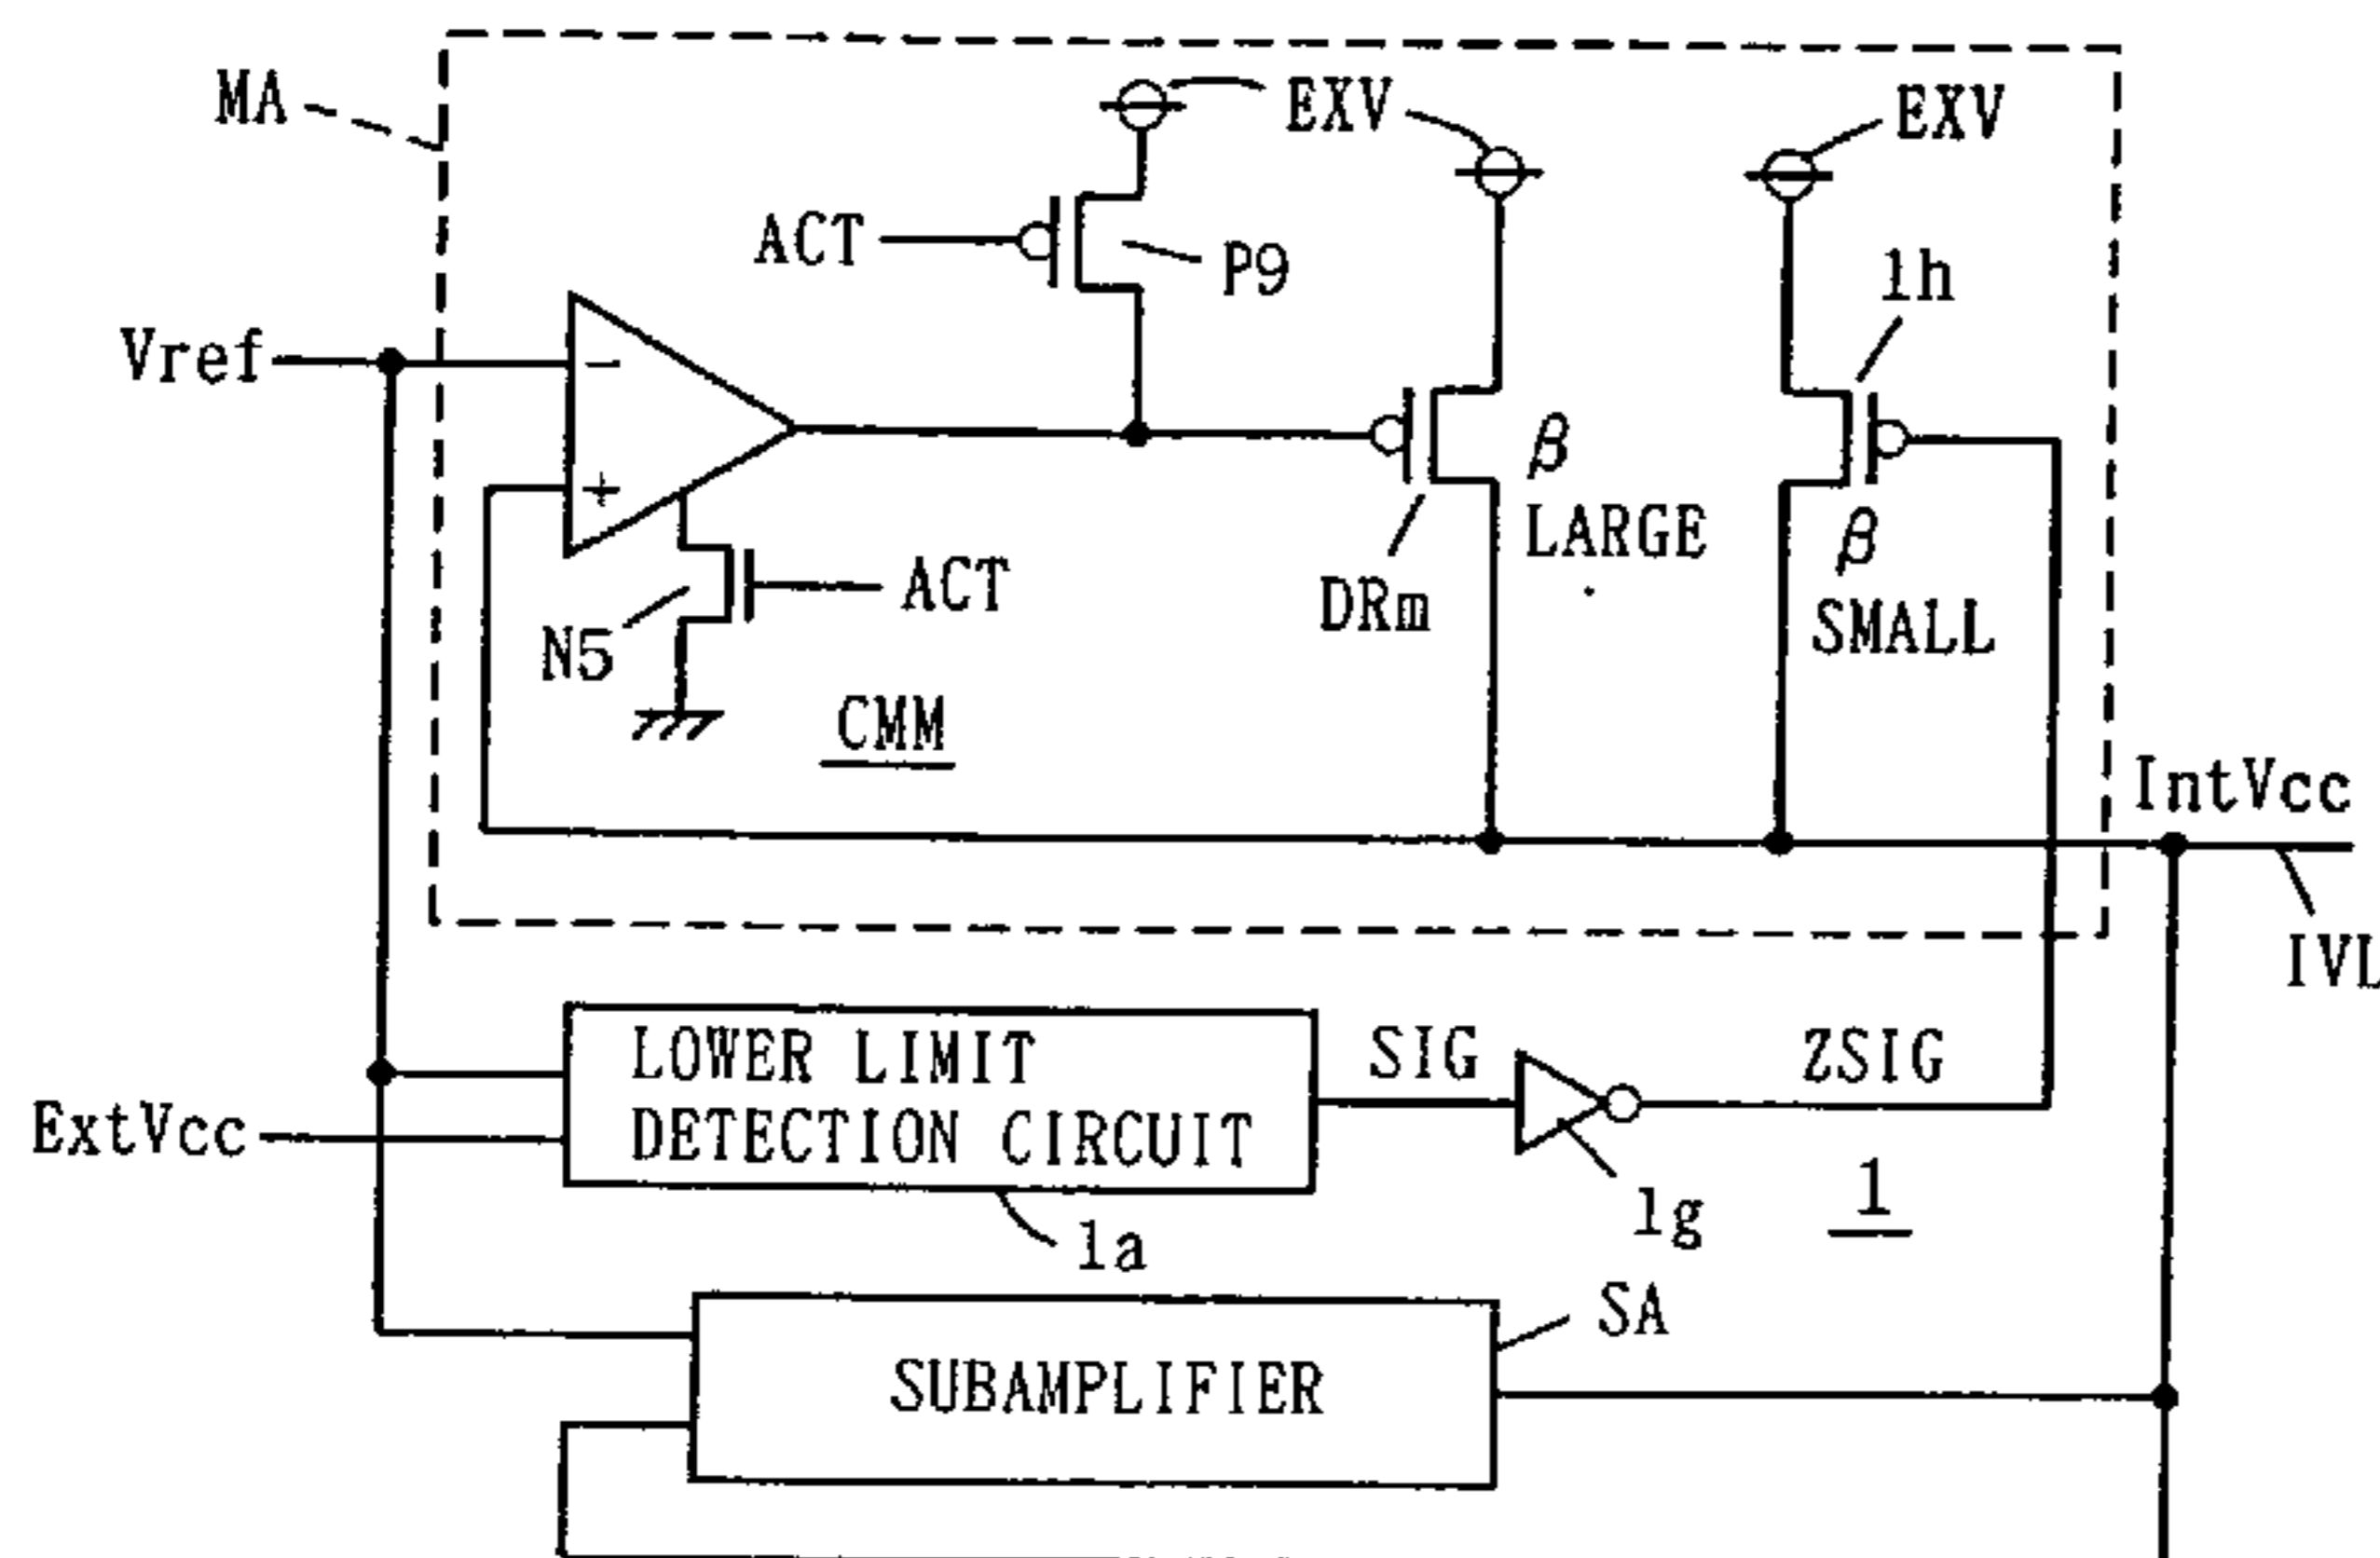 MA
EXV
EXV
ACT
P9
1h
Vref
−
+
β
LARGE
β
SMALL
DRm
ACT
N5
CMM
IntVcc
IVL
LOWER LIMIT
DETECTION CIRCUIT
SIG
ZSIG
ExtVcc
1a
1g
1
SA
SUBAMPLIFIER